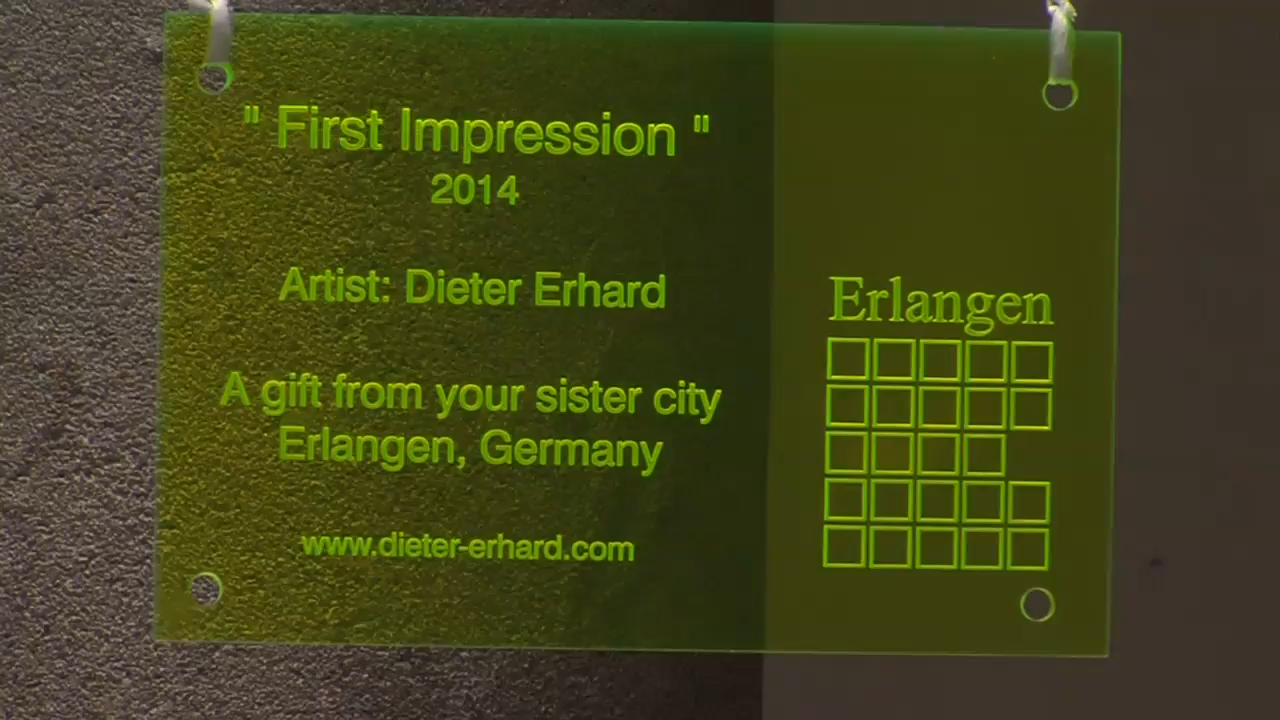 " First Impression "
2014
Artist: Dieter Erhard
A gift from your sister city
Erlangen, Germany
www.dieter-erhard.com
Erlangen